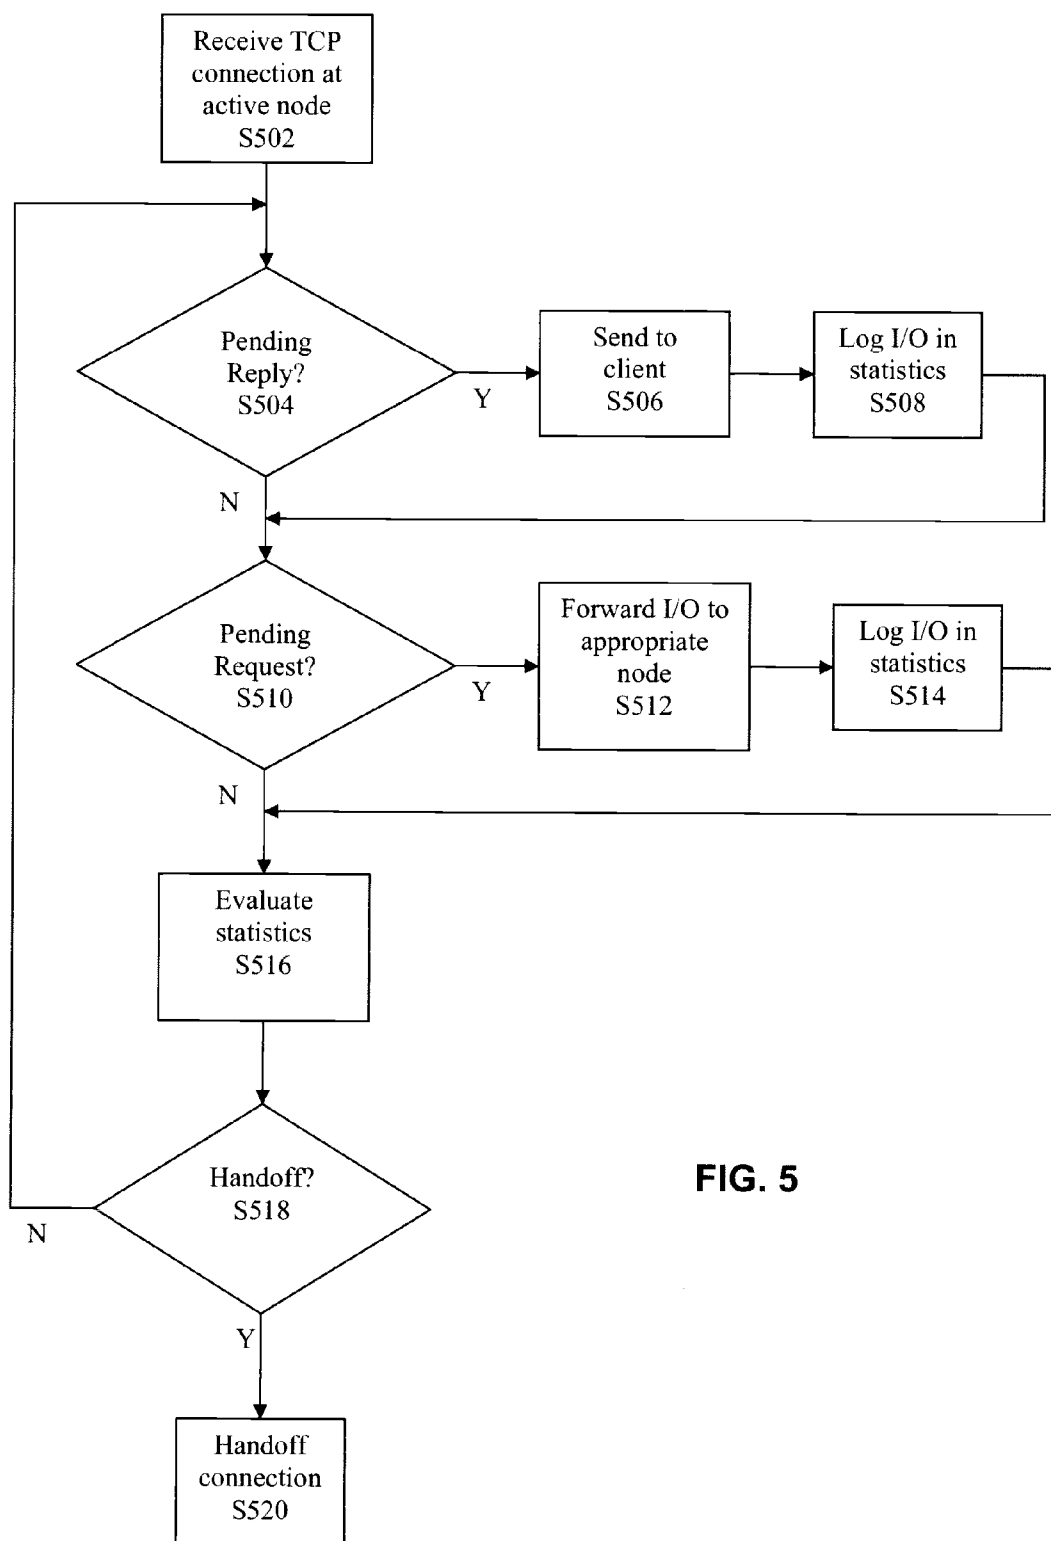 Receive TCP
connection at
active node
S502
Pending
Reply?
S504
Y
Send to
client
S506
Log I/O in
statistics
S508
N
Pending
Request?
S510
Y
Forward I/O to
appropriate
node
S512
Log I/O in
statistics
S514
N
Evaluate
statistics
S516
Handoff?
S518
N
FIG. 5
Y
Handoff
connection
S520